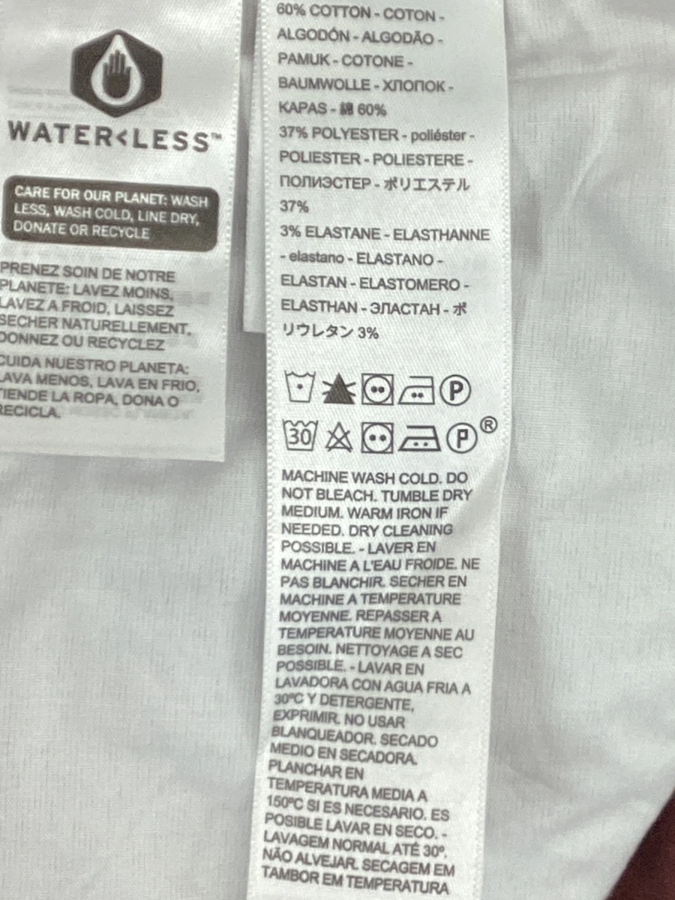 WATER<LESS™
CARE FOR OUR PLANET: WASH
LESS, WASH COLD, LINE DRY,
DONATE OR RECYCLE
PRENEZ SOIN DE NOTRE
PLANETE: LAVEZ MOINS,
LAVEZ A FROID, LAISSEZ
SECHER NATURELLEMENT,
DONNEZ OU RECYCLEZ
CUIDA NUESTRO PLANETA:
LAVA MENOS, LAVA EN FRIO,
TIENDE LA ROPA, DONA O
RECICLA.
60% COTTON - COTON -
ALGODÓN - ALGODÃO -
PAMUK - COTONE -
BAUMWOLLE - ХЛОПОК -
KAPAS - 綿 60%
37% POLYESTER - poliéster -
POLIESTER - POLIESTERE -
ПОЛИЭСТЕР - ポリエステル
37%
3% ELASTANE - ELASTHANNE
- elastano - ELASTANO -
ELASTAN - ELASTOMERO -
ELASTHAN - ЭЛАСТАН - ポ
リウレタン 3%
P
30 P ®
MACHINE WASH COLD. DO
NOT BLEACH. TUMBLE DRY
MEDIUM. WARM IRON IF
NEEDED. DRY CLEANING
POSSIBLE. - LAVER EN
MACHINE A L'EAU FROIDE. NE
PAS BLANCHIR. SECHER EN
MACHINE A TEMPERATURE
MOYENNE. REPASSER A
TEMPERATURE MOYENNE AU
BESOIN. NETTOYAGE A SEC
POSSIBLE. - LAVAR EN
LAVADORA CON AGUA FRIA A
30ºC Y DETERGENTE,
EXPRIMIR. NO USAR
BLANQUEADOR. SECADO
MEDIO EN SECADORA.
PLANCHAR EN
TEMPERATURA MEDIA A
150ºC SI ES NECESARIO. ES
POSIBLE LAVAR EN SECO. -
LAVAGEM NORMAL ATÉ 30º.
NÃO ALVEJAR. SECAGEM EM
TAMBOR EM TEMPERATURA